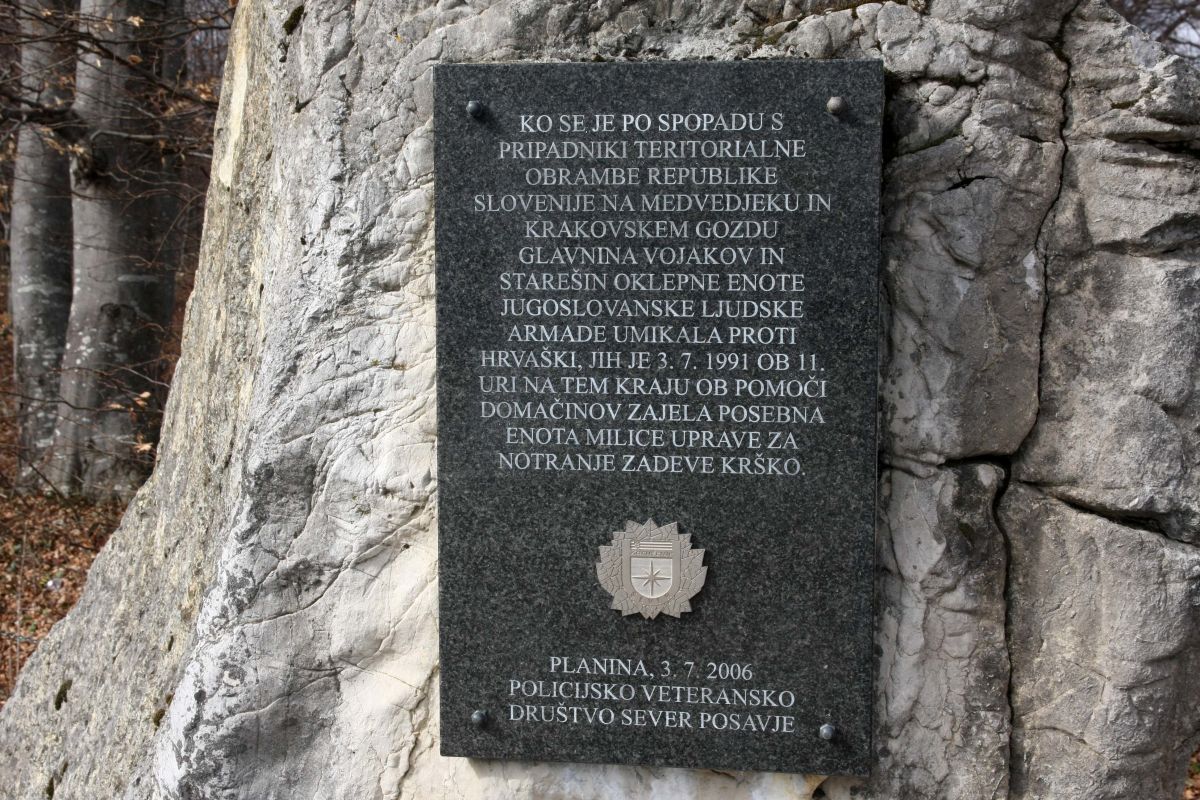 KO SE JE PO SPOPADU S
PRIPADNIKI TERITORIALNE
OBRAMBE REPUBLIKE
SLOVENIJE NA MEDVEDJEKU IN
KRAKOVSKEM GOZDU
GLAVNINA VOJAKOV IN
STAREŠIN OKLEPNE ENOTE
JUGOSLOVANSKE LJUDSKE
ARMADE UMIKALA PROTI
HRVAŠKI, JIH JE 3. 7. 1991 OB 11.
URI NA TEM KRAJU OB POMOČI
DOMAČINOV ZAJELA POSEBNA
ENOTA MILICE UPRAVE ZA
NOTRANJE ZADEVE KRŠKO.
PLANINA, 3. 7 2006
POLICIJSKO VETERANSKO
DRUŠTVO SEVER POSAVJE